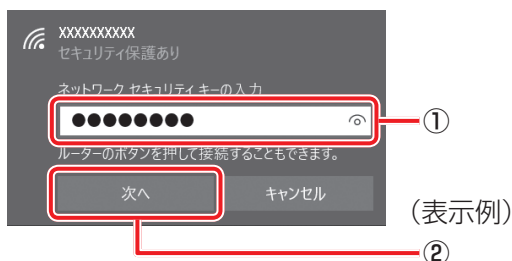 XXXXXXXXXX
セキュリティ保護あり
ネットワーク セキュリティ キーの入力
●●●●●●●●
①
ルーターのボタンを押して接続することもできます。
次へ
キャンセル
(表示例)
②